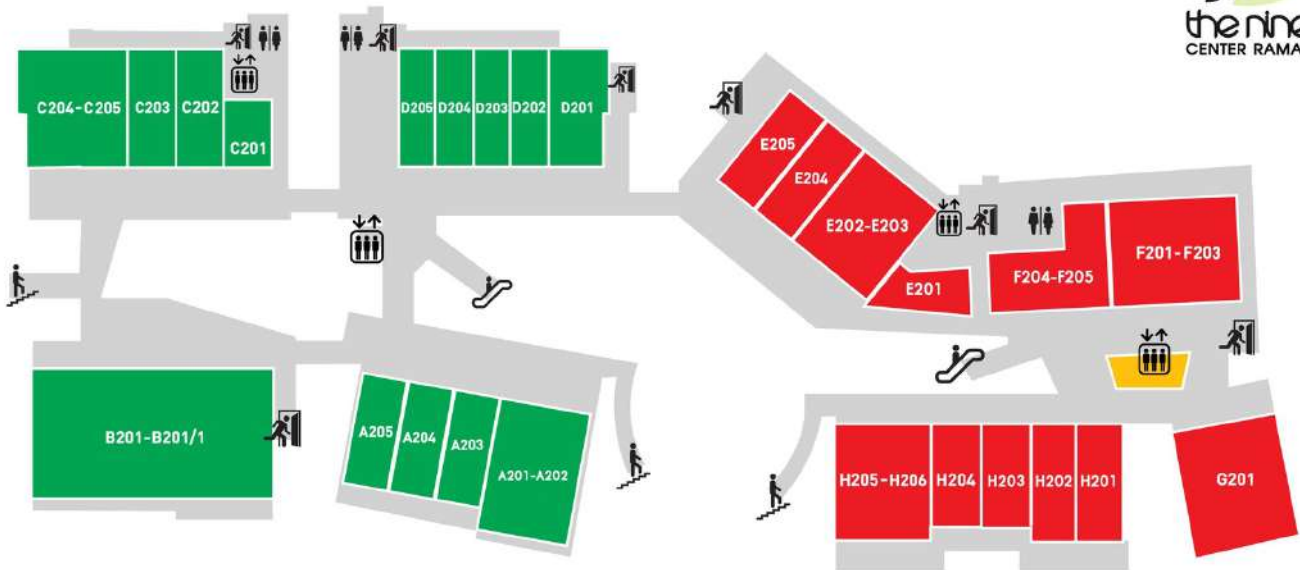 the nine
CENTER RAMA
C204-C205
C203
C202
C201
D205
D204
D203
D202
D201
E205
E204
E202-E203
E201
F204-F205
F201-F203
B201-B201/1
A205
A204
A203
A201-A202
H205-H206
H204
H203
H202
H201
G201